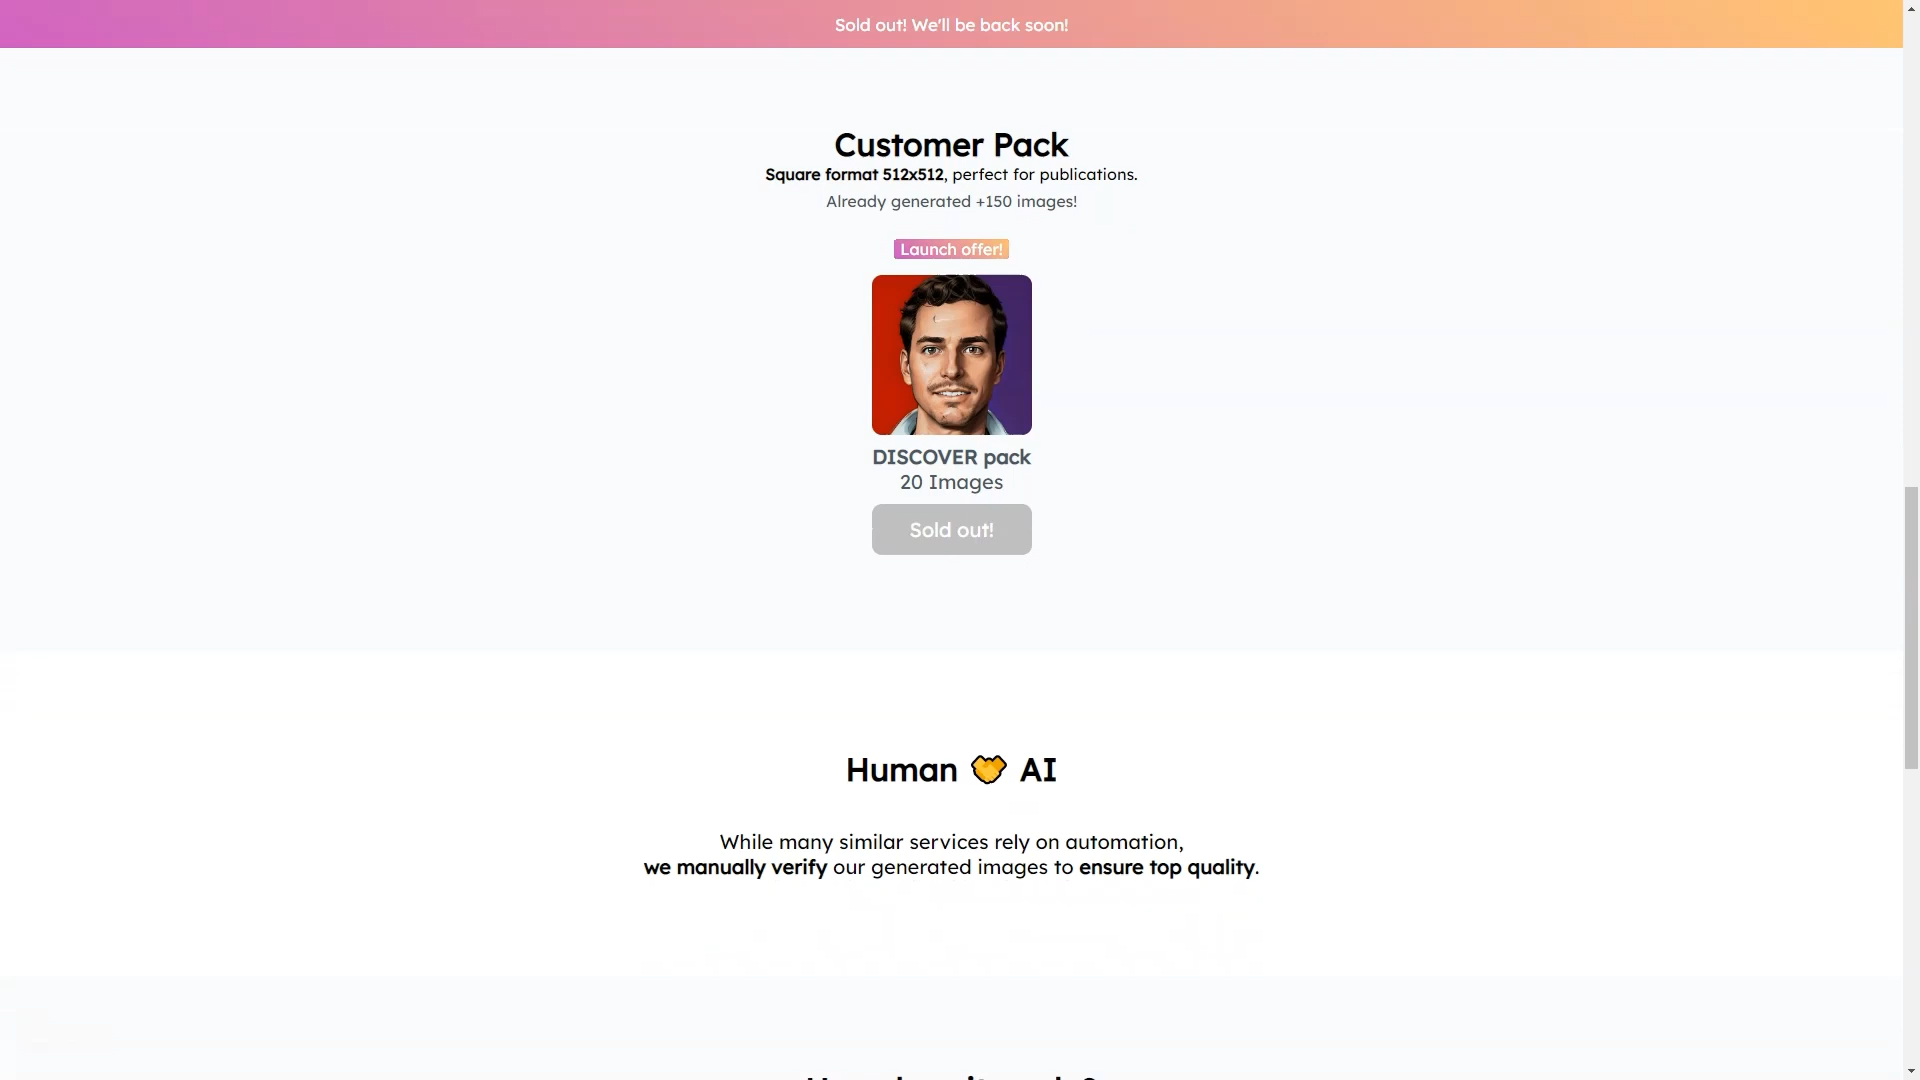 Sold out! We'll be back soon!
Customer Pack
Square format 512x512, perfect for publications.
Already generated +150 images!
Launch offer!
DISCOVER pack
20 Images
Sold out!
Human 🤝 AI
While many similar services rely on automation,
we manually verify our generated images to ensure top quality.